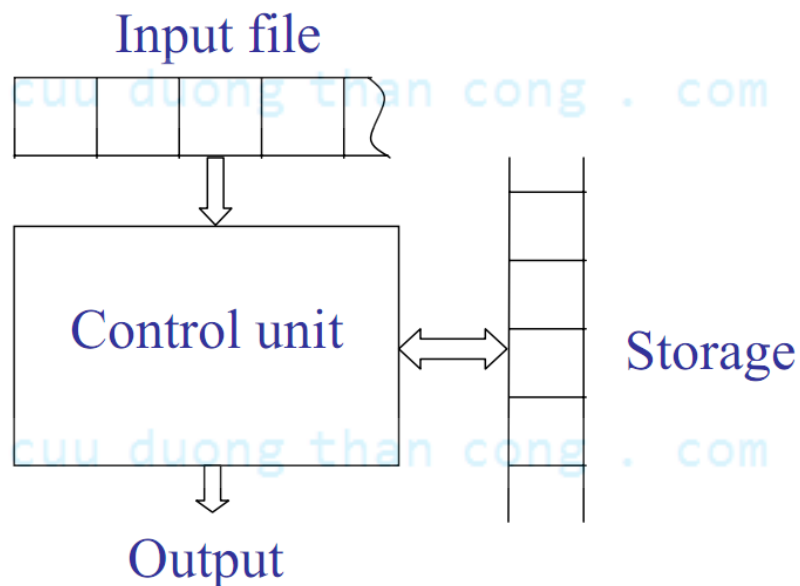 Input file
cuu duong than cong . com
Control unit
Storage
cuu duong than cong . com
Output